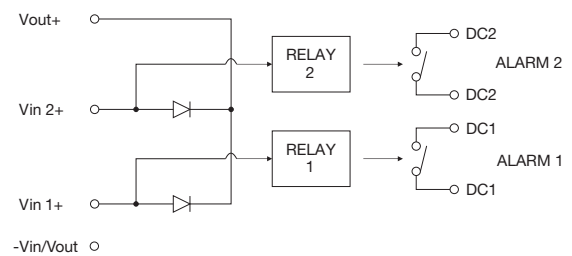 Vout+
DC2
RELAY
2
ALARM 2
Vin 2+
DC2
DC1
RELAY
1
ALARM 1
DC1
Vin 1+
-Vin/Vout